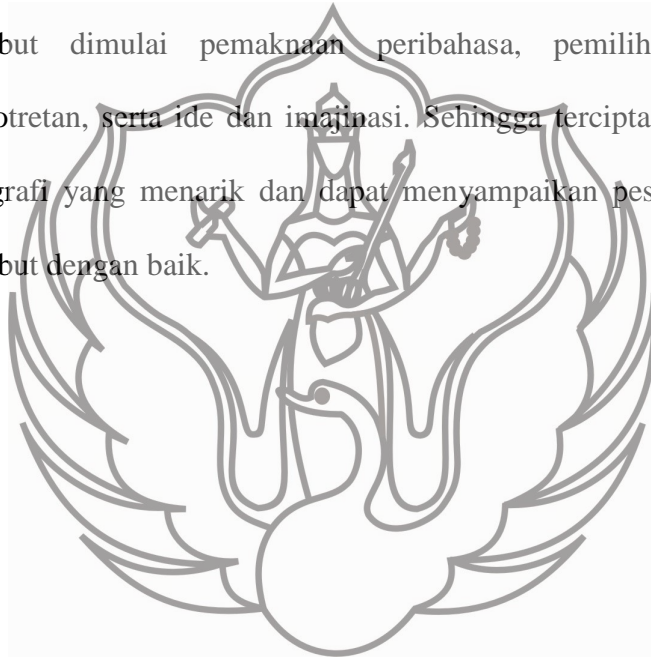 but dimulai pemaknaan peribahasa, pemilih
otretan, serta ide dan imajinasi. Sehingga tercipta
grafi yang menarik dan dapat menyampaikan pes
but dengan baik.